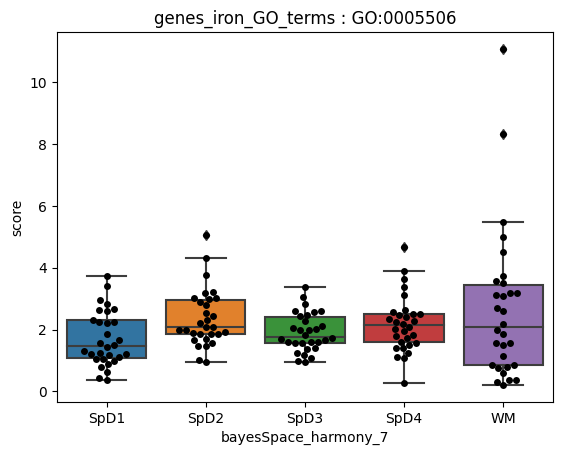 genes_iron_GO_terms : GO:0005506
score
10
8
6
4
2
0
SpD1 SpD2 SpD3 SpD4 WM
bayesSpace_harmony_7